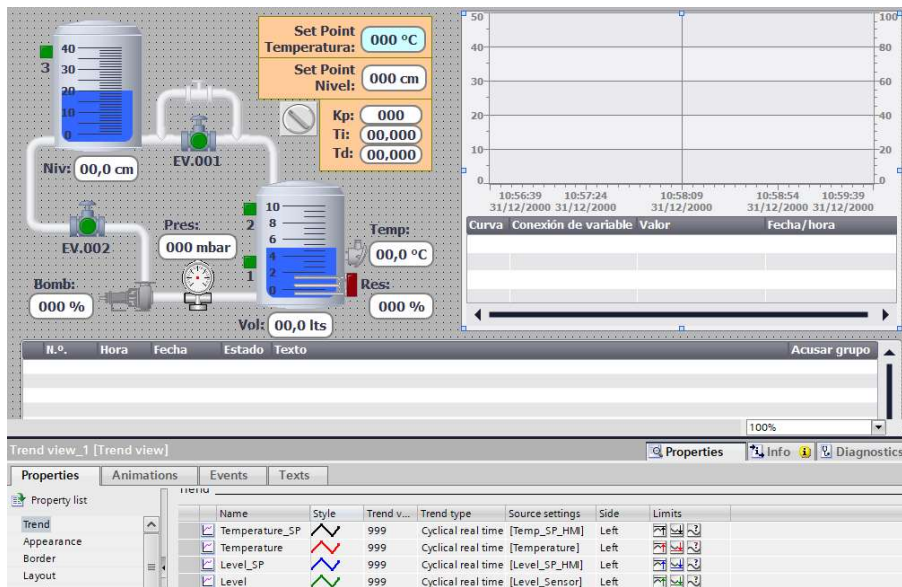 40
30
20
10
0
3
Niv: 00,0 cm
EV.001
EV.002
Bomb:
000 %
Pres:
000 mbar
Set Point
Temperatura: 000 ºC
Set Point
Nivel: 000 cm
Kp: 000
Ti: 00,000
Td: 00,000
10
8
6
4
2
0
2
1
Temp:
00,0 ºC
Res:
000 %
Vol: 00,0 lts
50 100
40 80
30
20 40
10 20
0 0
10:56:39 10:57:24 10:58:09 10:58:54 10:59:39
31/12/2000 31/12/2000 31/12/2000 31/12/2000 31/12/2000
Curva Conexión de variable Valor Fecha/hora
N.º. Hora Fecha Estado Texto Acusar grupo
100%
Trend view_1 [Trend view] Properties Info Diagnostics
Properties Animations Events Texts
Property list
Trend
Appearance
Border
Layout
Trend
Name Style Trend v... Trend type Source settings Side Limits
Temperature_SP 999 Cyclical real time [Temp_SP_HMI] Left
Temperature 999 Cyclical real time [Temperature] Left
Level_SP 999 Cyclical real time [Level_SP_HMI] Left
Level 999 Cyclical real time [Level_Sensor] Left